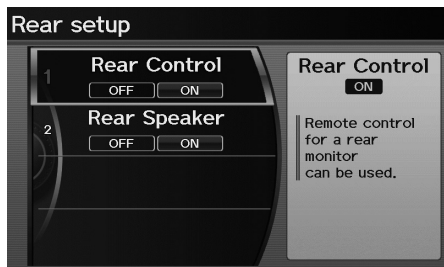 Rear setup
1
Rear Control
OFF ON
2
Rear Speaker
OFF ON
Rear Control
ON
Remote control
for a rear
monitor
can be used.